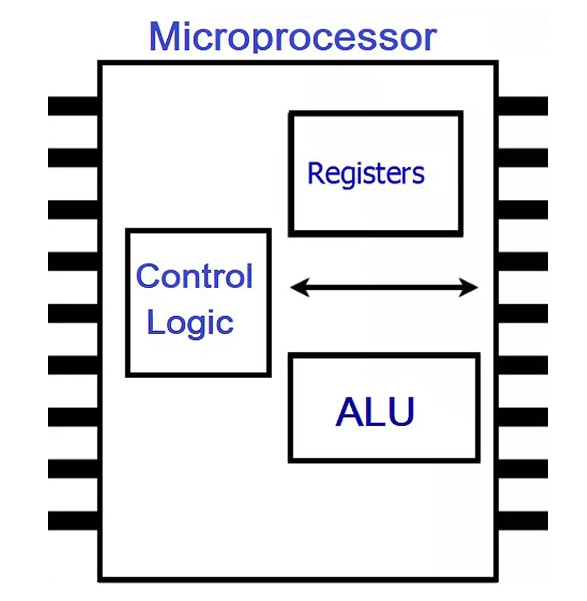 Microprocessor
Registers
Control
Logic
ALU